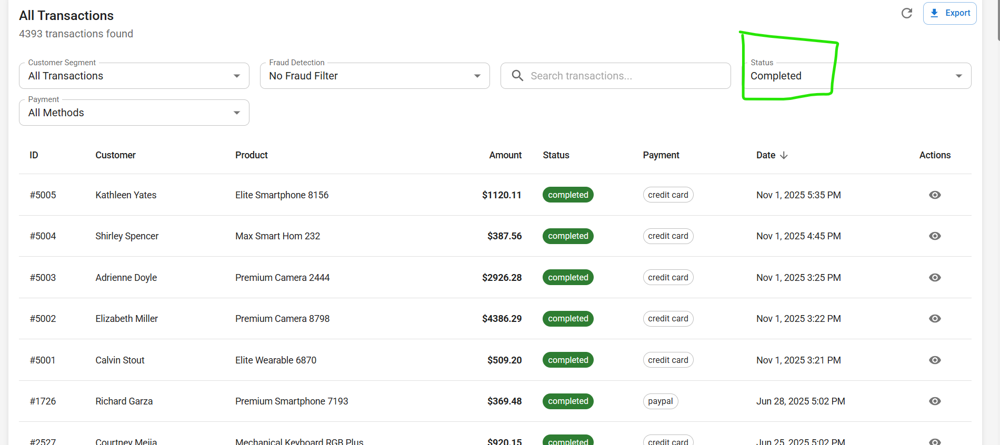 All Transactions
Export
4393 transactions found
Customer Segment
All Transactions
Fraud Detection
No Fraud Filter
Search transactions...
Status
Completed
Payment
All Methods
ID Customer Product Amount Status Payment Date Actions
#5005 Kathleen Yates Elite Smartphone 8156 $1120.11 completed credit card Nov 1, 2025 5:35 PM
#5004 Shirley Spencer Max Smart Hom 232 $387.56 completed credit card Nov 1, 2025 4:45 PM
#5003 Adrienne Doyle Premium Camera 2444 $2926.28 completed credit card Nov 1, 2025 3:25 PM
#5002 Elizabeth Miller Premium Camera 8798 $4386.29 completed credit card Nov 1, 2025 3:22 PM
#5001 Calvin Stout Elite Wearable 6870 $509.20 completed credit card Nov 1, 2025 3:21 PM
#1726 Richard Garza Premium Smartphone 7193 $369.48 completed paypal Jun 28, 2025 5:02 PM
#2527 Courtney Mejia Mechanical Keyboard RGB Plus $920.15 completed credit card Jun 25, 2025 5:02 PM